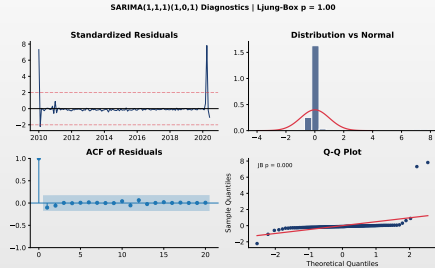 SARIMA(1,1,1)(1,0,1) Diagnostics | Ljung-Box p = 1.00
Standardized Residuals
8
6
4
2
0
−2
2010 2012 2014 2016 2018 2020
Distribution vs Normal
1.5
1.0
0.5
0.0
−4 −2 0 2 4 6 8
ACF of Residuals
1.0
0.5
0.0
−0.5
−1.0
0 5 10 15 20
Q-Q Plot
JB p = 0.000
Sample Quantiles
8
6
4
2
0
−2
−2 −1 0 1 2
Theoretical Quantiles